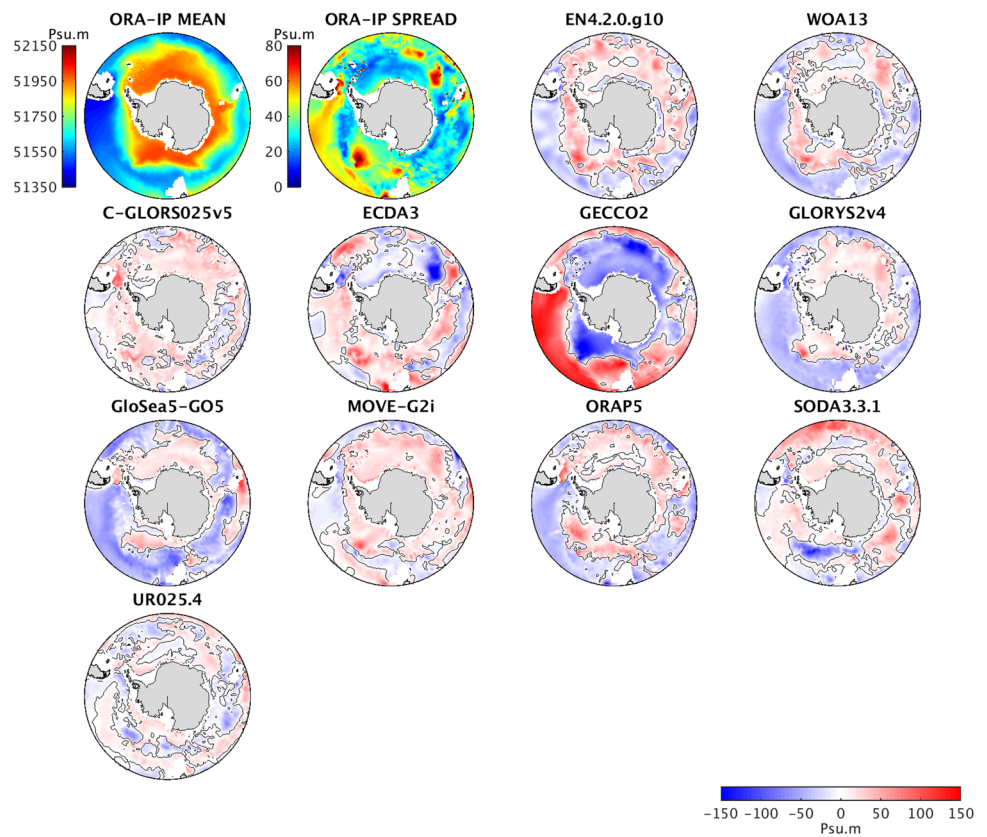 ORA-IP MEAN
ORA-IP SPREAD
EN4.2.0.g10
WOA13
Psu.m
Psu.m
52150
51950
51750
51550
51350
80
60
40
20
0
C-GLORS025v5
ECDA3
GECCO2
GLORYS2v4
GloSea5-GO5
MOVE-G2i
ORAP5
SODA3.3.1
UR025.4
−150 −100 −50 0 50 100 150
Psu.m